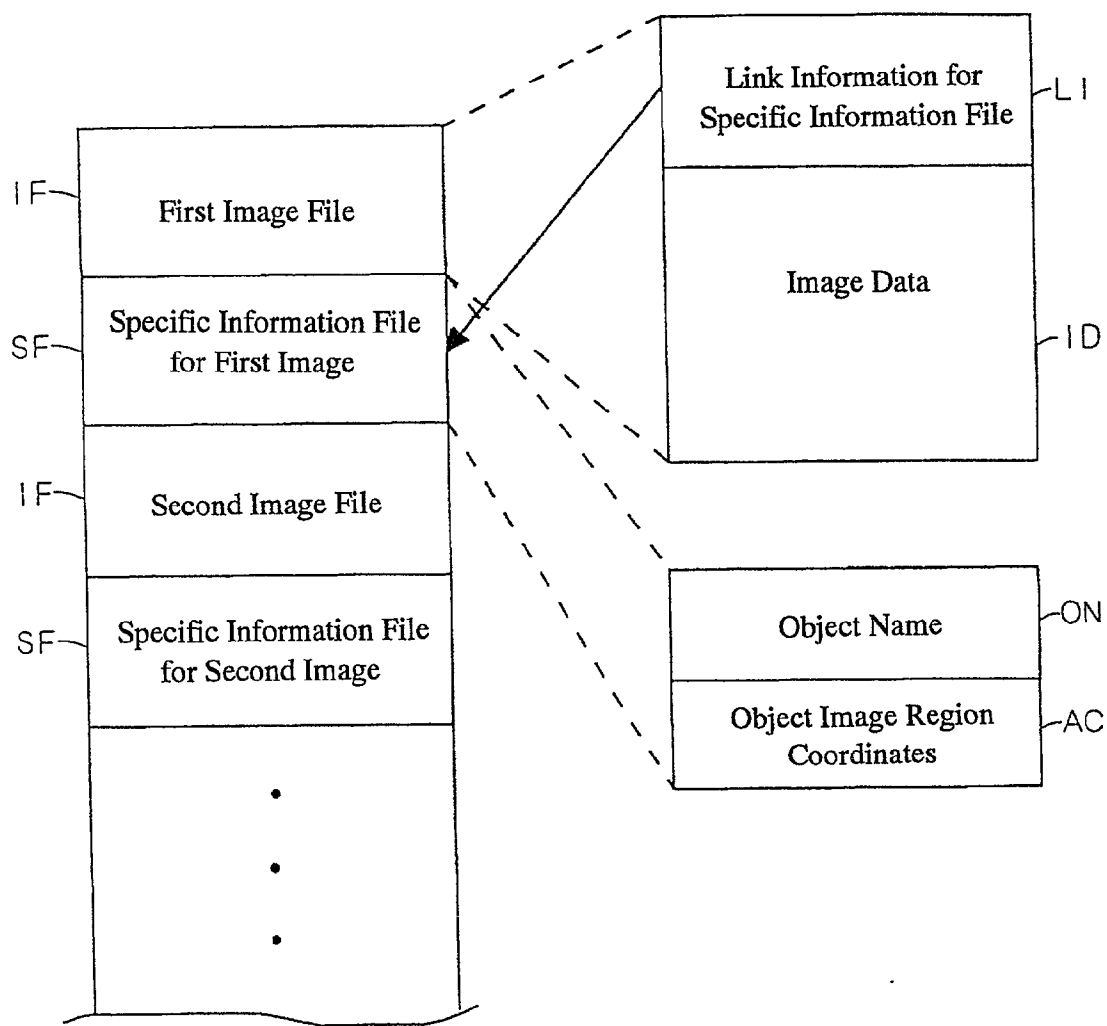 IF
First Image File
SF
Specific Information File
for First Image
IF
Second Image File
SF
Specific Information File
for Second Image
Link Information for
Specific Information File
LI
Image Data
ID
Object Name
ON
Object Image Region
Coordinates
AC